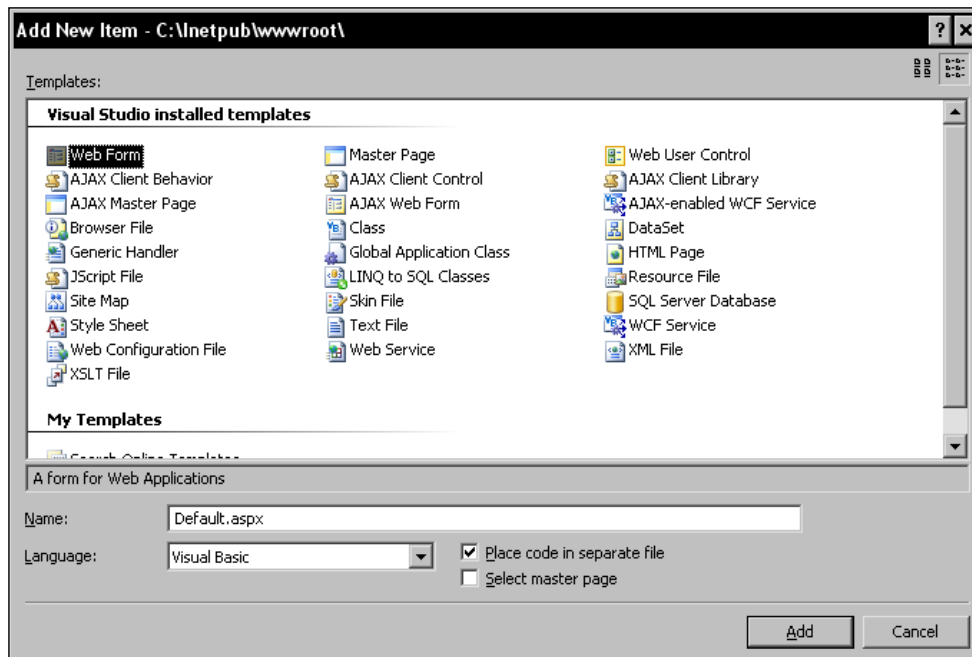 Add New Item - C:\Inetpub\wwwroot\
Templates:
Visual Studio installed templates
Web Form Master Page Web User Control
AJAX Client Behavior AJAX Client Control AJAX Client Library
AJAX Master Page AJAX Web Form AJAX-enabled WCF Service
Browser File Class DataSet
Generic Handler Global Application Class HTML Page
JScript File LINQ to SQL Classes Resource File
Site Map Skin File SQL Server Database
Style Sheet Text File WCF Service
Web Configuration File Web Service XML File
XSLT File
My Templates
Search Online Templates
A form for Web Applications
Name: Default.aspx
Language: Visual Basic Place code in separate file
Select master page
Add Cancel